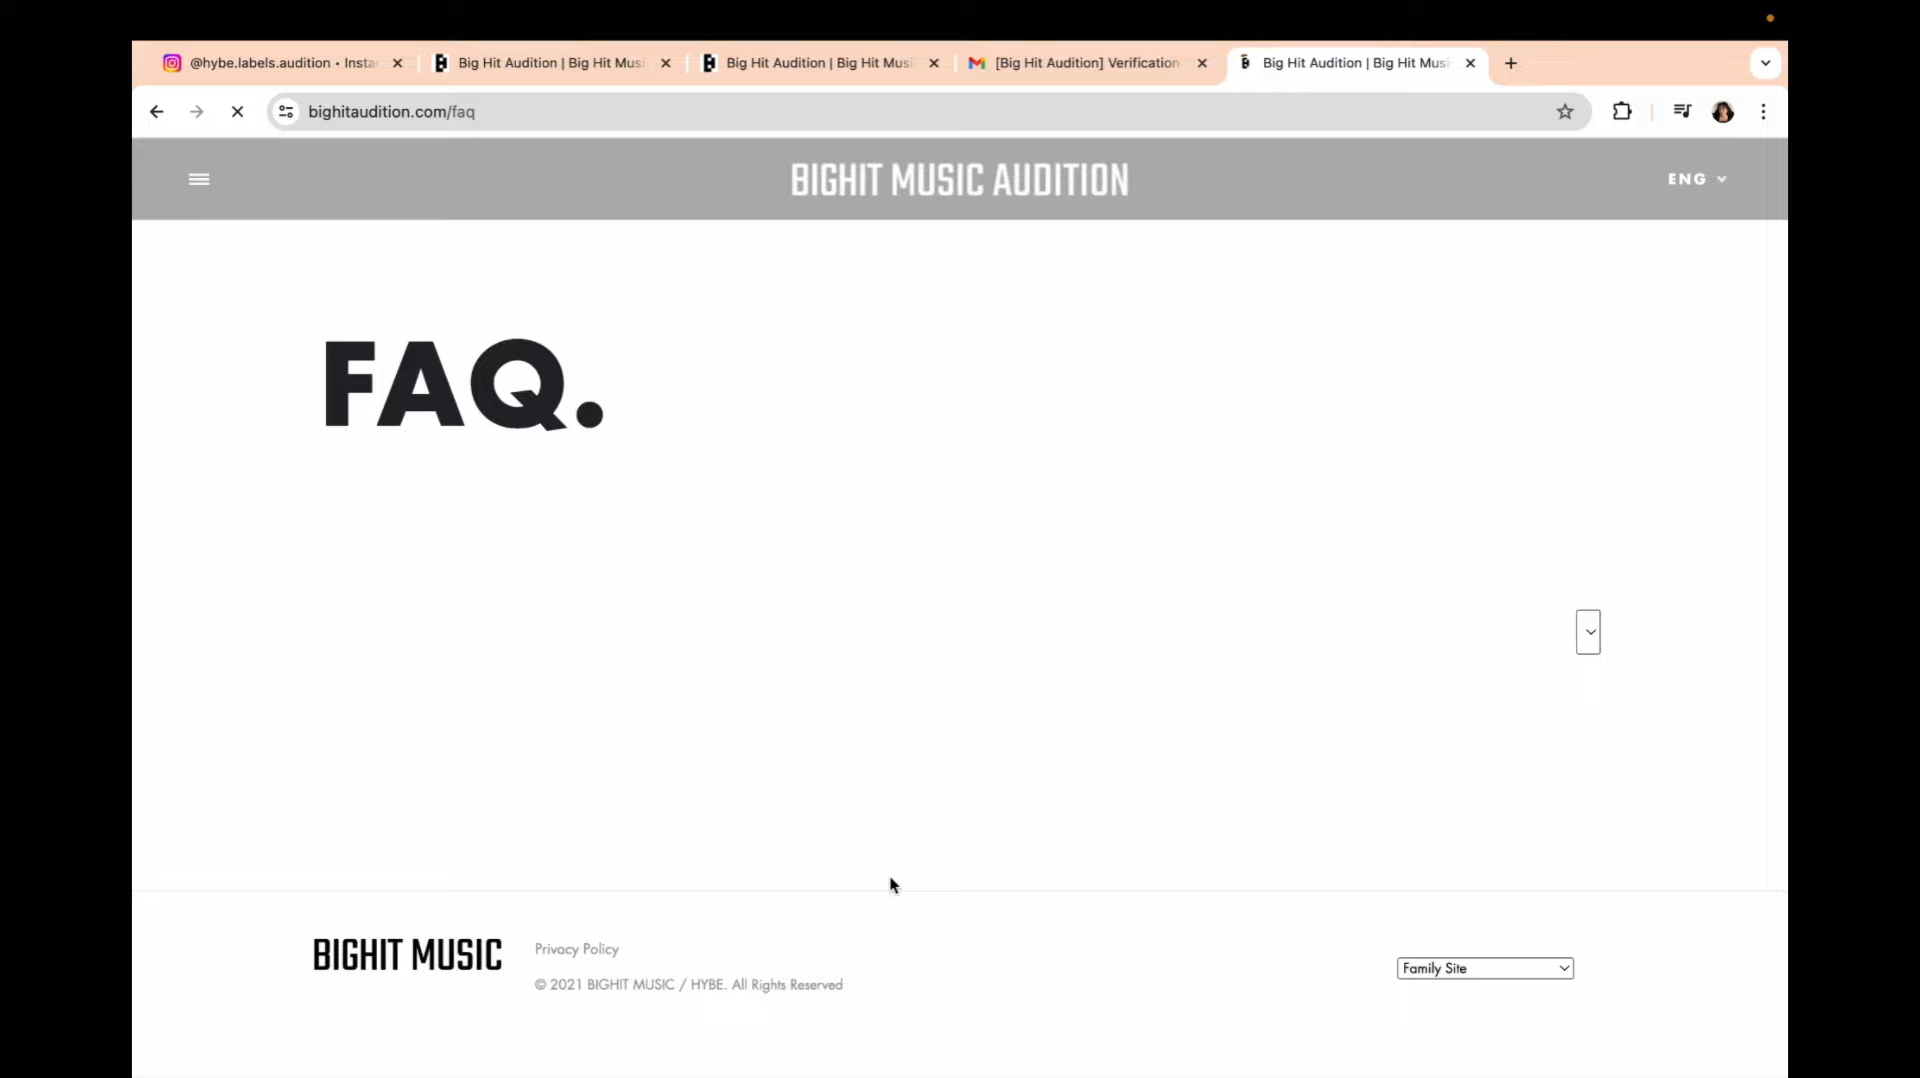 @hybe.labels.audition • Insta
Big Hit Audition | Big Hit Musi
Big Hit Audition | Big Hit Musi
[Big Hit Audition] Verification
Big Hit Audition | Big Hit Musi
bighitaudition.com/faq
BIGHIT MUSIC AUDITION
ENG
FAQ.
BIGHIT MUSIC
Privacy Policy
© 2021 BIGHIT MUSIC / HYBE. All Rights Reserved
Family Site